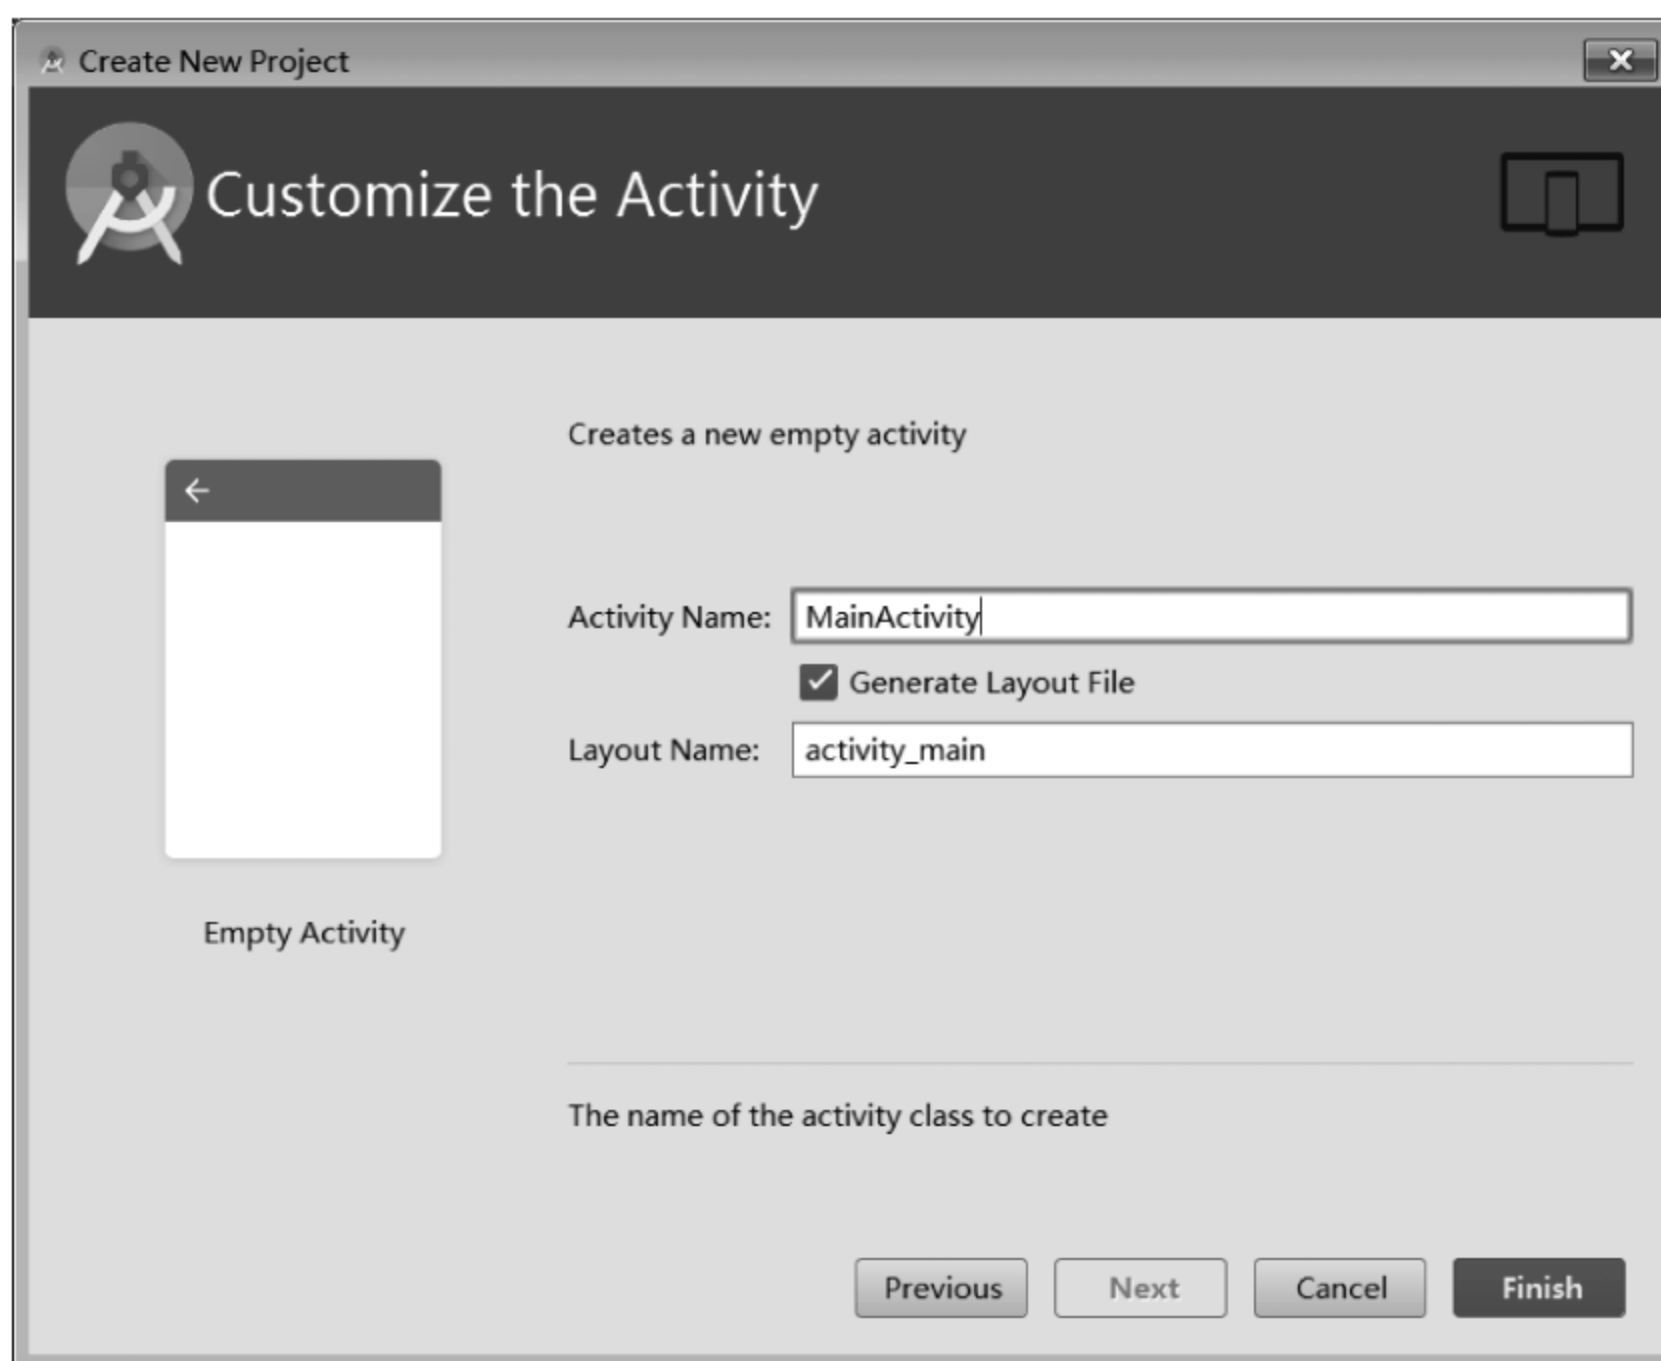 Create New Project
Customize the Activity
Creates a new empty activity
Activity Name: MainActivity
Generate Layout File
Layout Name: activity_main
Empty Activity
The name of the activity class to create
Previous Next Cancel Finish